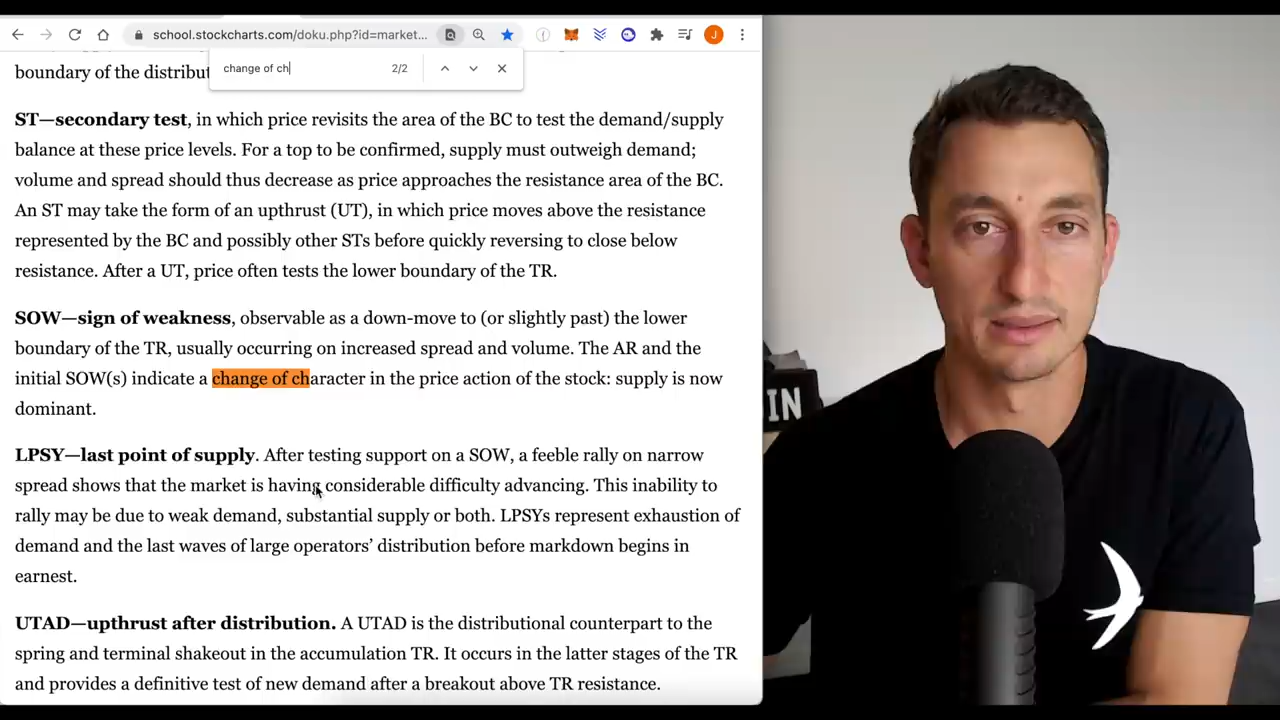 school.stockcharts.com/doku.php?id=market...
J
change of ch
2/2
boundary of the distribut
ST—secondary test, in which price revisits the area of the BC to test the demand/supply
balance at these price levels. For a top to be confirmed, supply must outweigh demand;
volume and spread should thus decrease as price approaches the resistance area of the BC.
An ST may take the form of an upthrust (UT), in which price moves above the resistance
represented by the BC and possibly other STs before quickly reversing to close below
resistance. After a UT, price often tests the lower boundary of the TR.
SOW—sign of weakness, observable as a down-move to (or slightly past) the lower
boundary of the TR, usually occurring on increased spread and volume. The AR and the
initial SOW(s) indicate a change of character in the price action of the stock: supply is now
dominant.
LPSY—last point of supply. After testing support on a SOW, a feeble rally on narrow
spread shows that the market is having considerable difficulty advancing. This inability to
rally may be due to weak demand, substantial supply or both. LPSYs represent exhaustion of
demand and the last waves of large operators’ distribution before markdown begins in
earnest.
UTAD—upthrust after distribution. A UTAD is the distributional counterpart to the
spring and terminal shakeout in the accumulation TR. It occurs in the latter stages of the TR
and provides a definitive test of new demand after a breakout above TR resistance.
IN